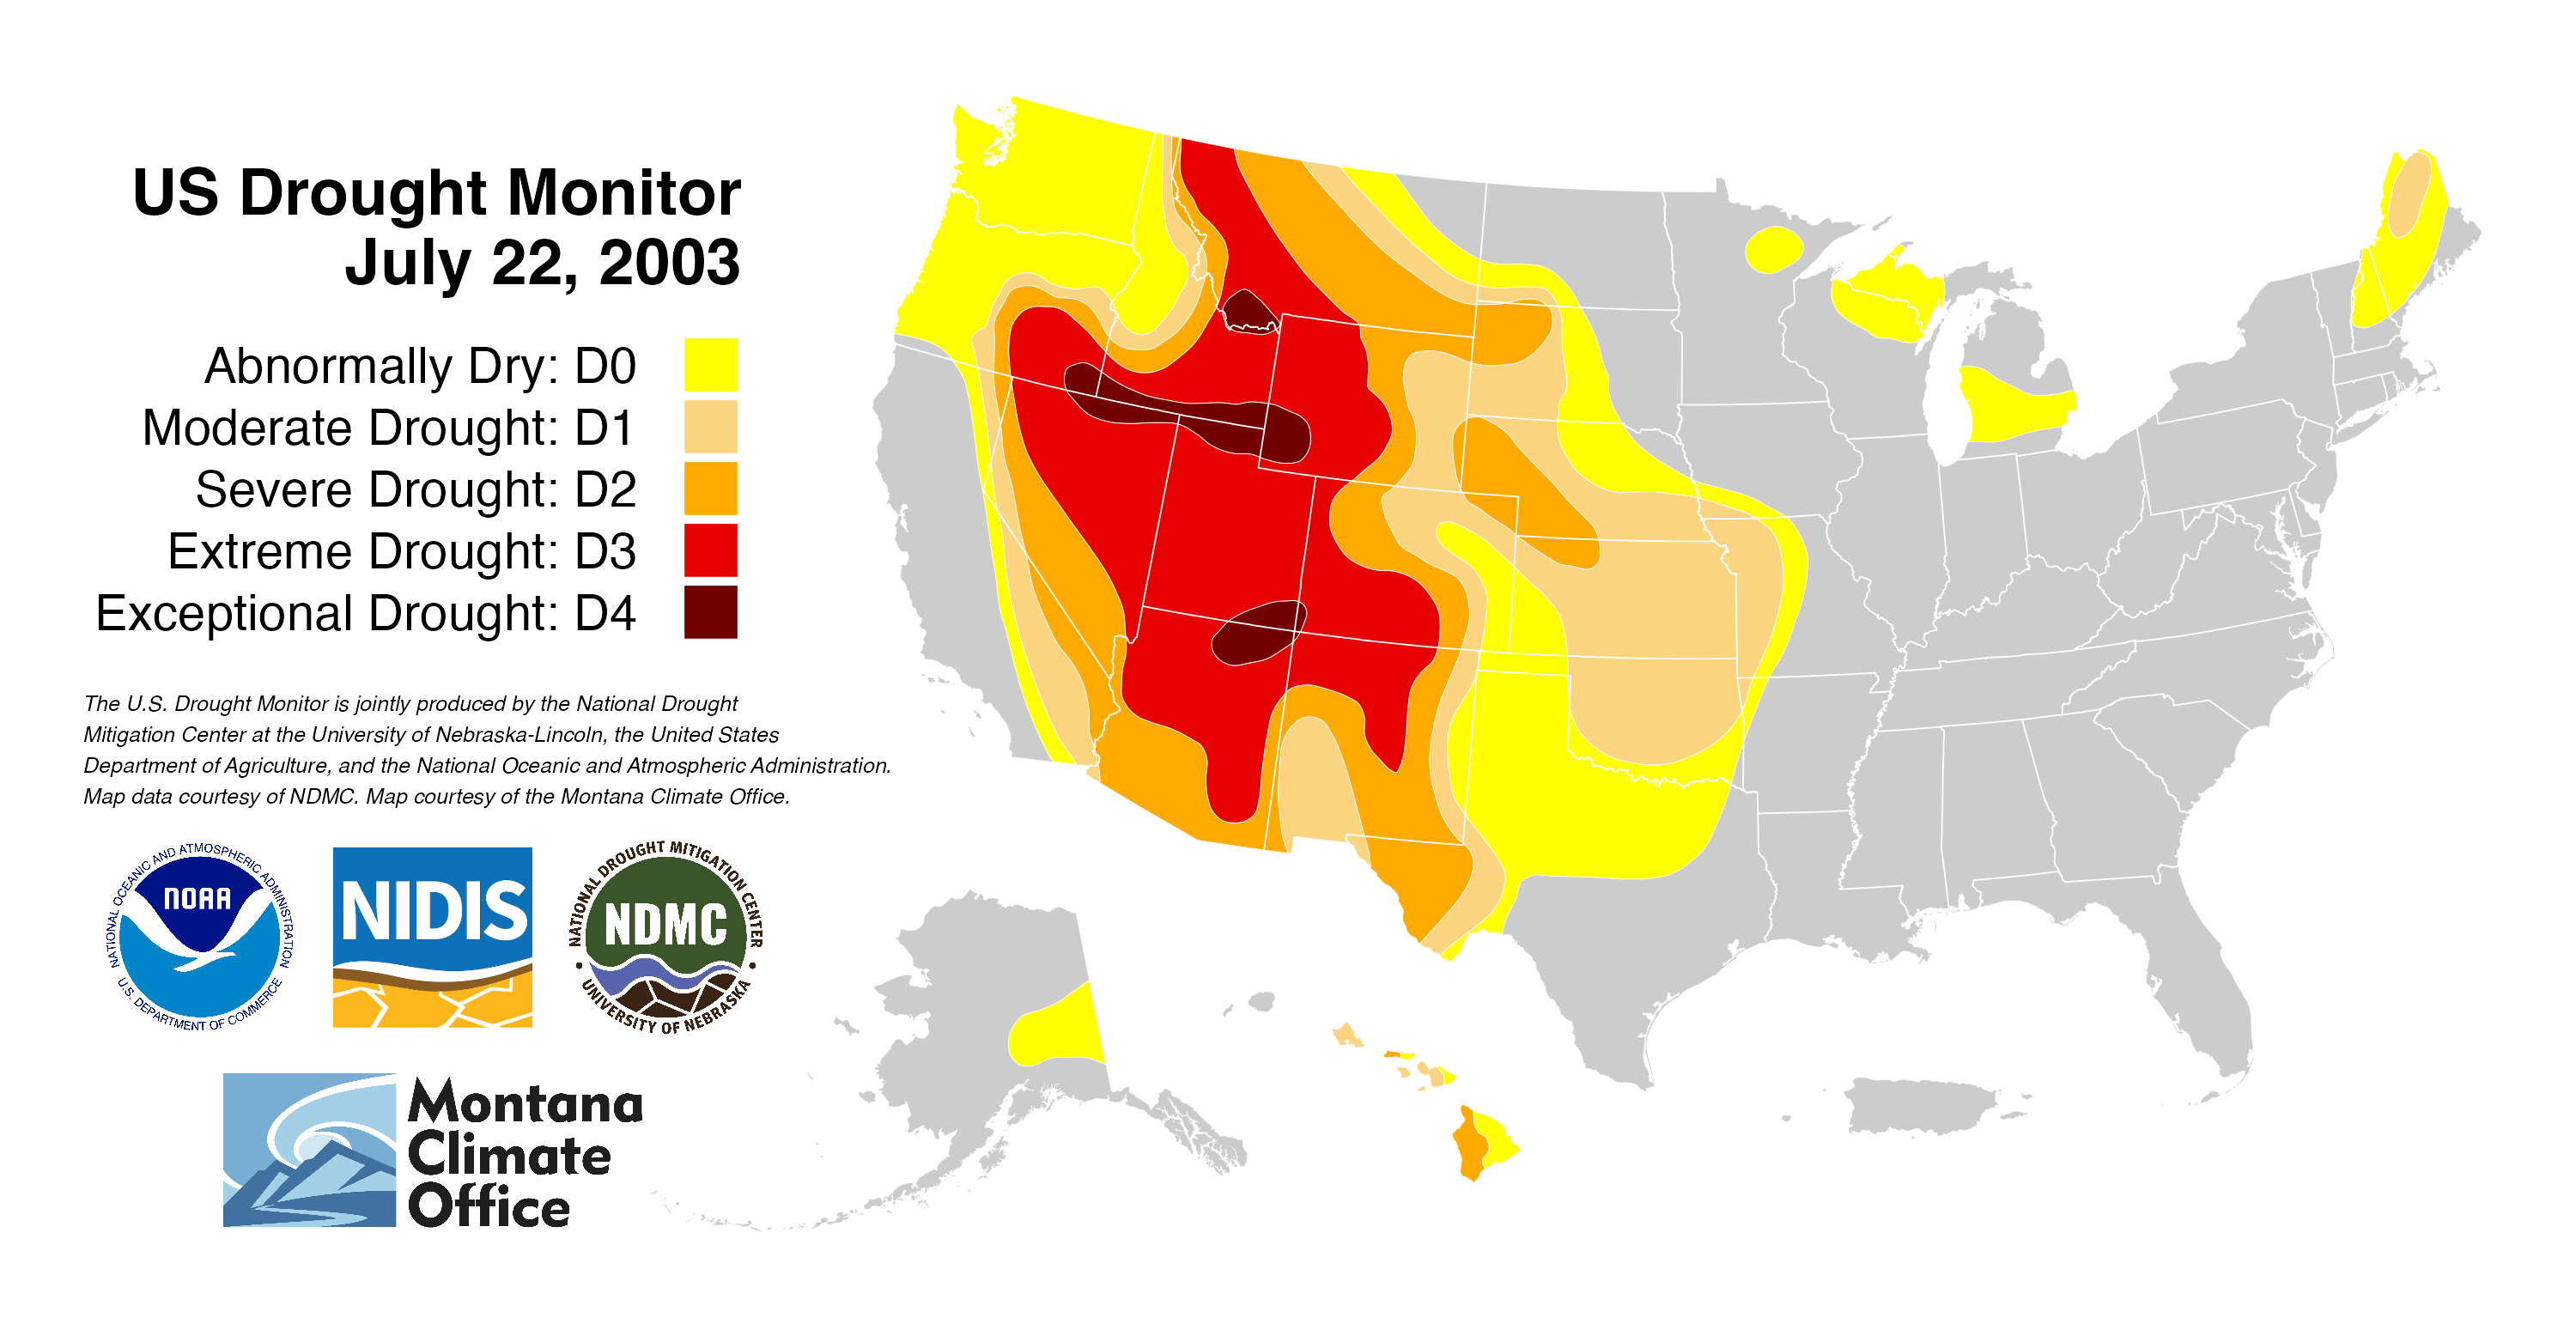 US Drought Monitor
July 22, 2003
Abnormally Dry: D0
Moderate Drought: D1
Severe Drought: D2
Extreme Drought: D3
Exceptional Drought: D4
The U.S. Drought Monitor is jointly produced by the National Drought
Mitigation Center at the University of Nebraska-Lincoln, the United States
Department of Agriculture, and the National Oceanic and Atmospheric Administration.
Map data courtesy of NDMC. Map courtesy of the Montana Climate Office.
NATIONAL OCEANIC AND ATMOSPHERIC ADMINISTRATION
NOAA
U.S. DEPARTMENT OF COMMERCE
NIDIS
NATIONAL DROUGHT MITIGATION CENTER
NDMC
UNIVERSITY OF NEBRASKA
Montana
Climate
Office